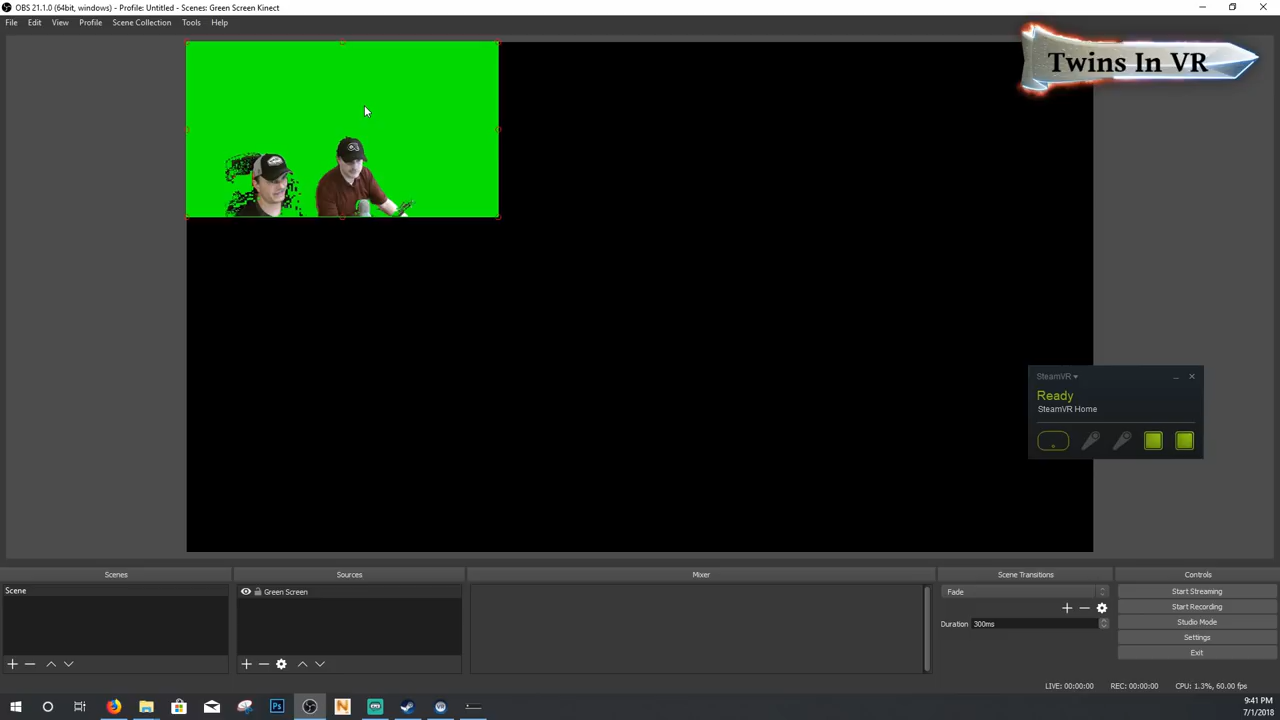 OBS 21.1.0 (64bit, windows) - Profile: Untitled - Scenes: Green Screen Kinect
File Edit View Profile Scene Collection Tools Help
Twins In VR
SteamVR
Ready
SteamVR Home
Scenes Sources Mixer Scene Transitions Controls
Scene
Green Screen
Fade
Duration 300ms
Start Streaming
Start Recording
Studio Mode
Settings
Exit
LIVE: 00:00:00 REC: 00:00:00 CPU: 1.3%, 60.00 fps
Ps
N
9:41 PM
7/1/2018